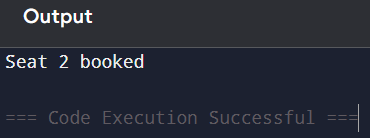 Output
Seat 2 booked
=== Code Execution Successful ===